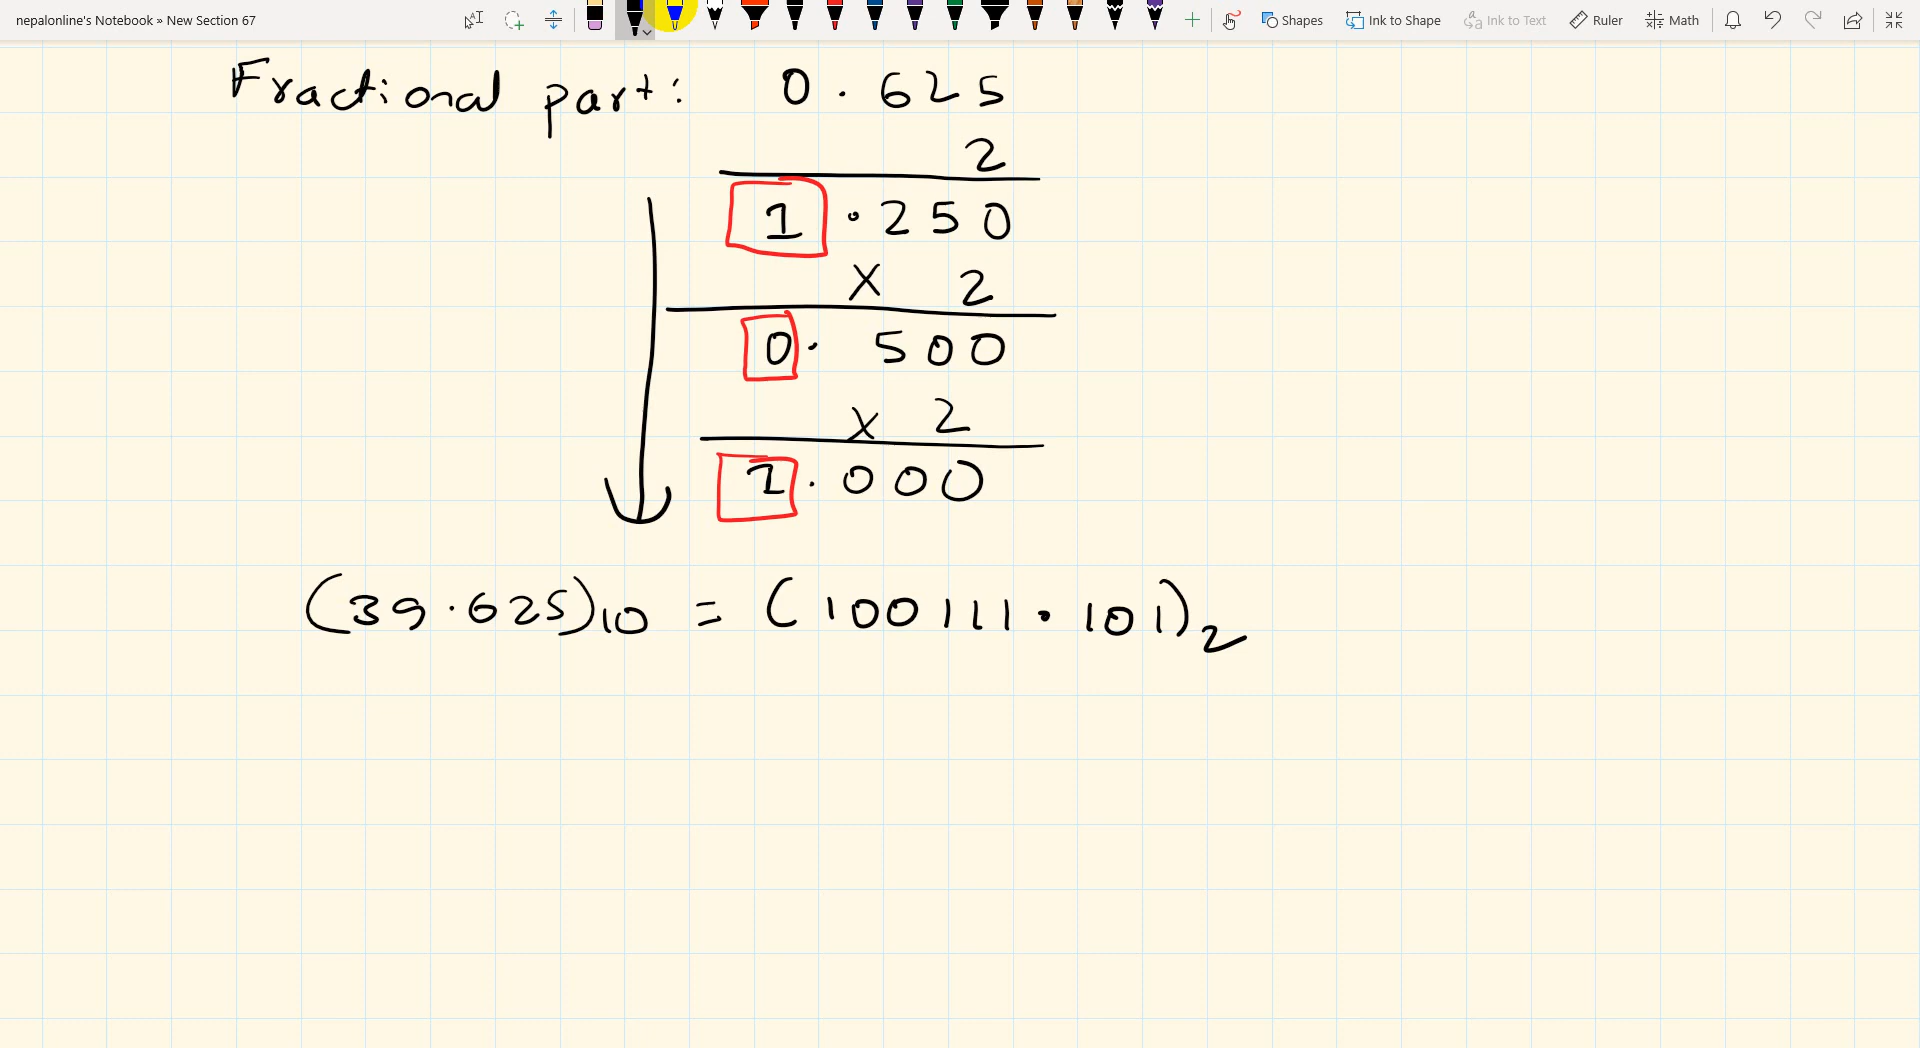 nepalonline's Notebook » New Section 67
Shapes Ink to Shape Ink to Text Ruler Math
Fractional part: 0.625
2
1.250
X 2
0.500
X 2
1.000
(39.625)10 = (100111.101)2